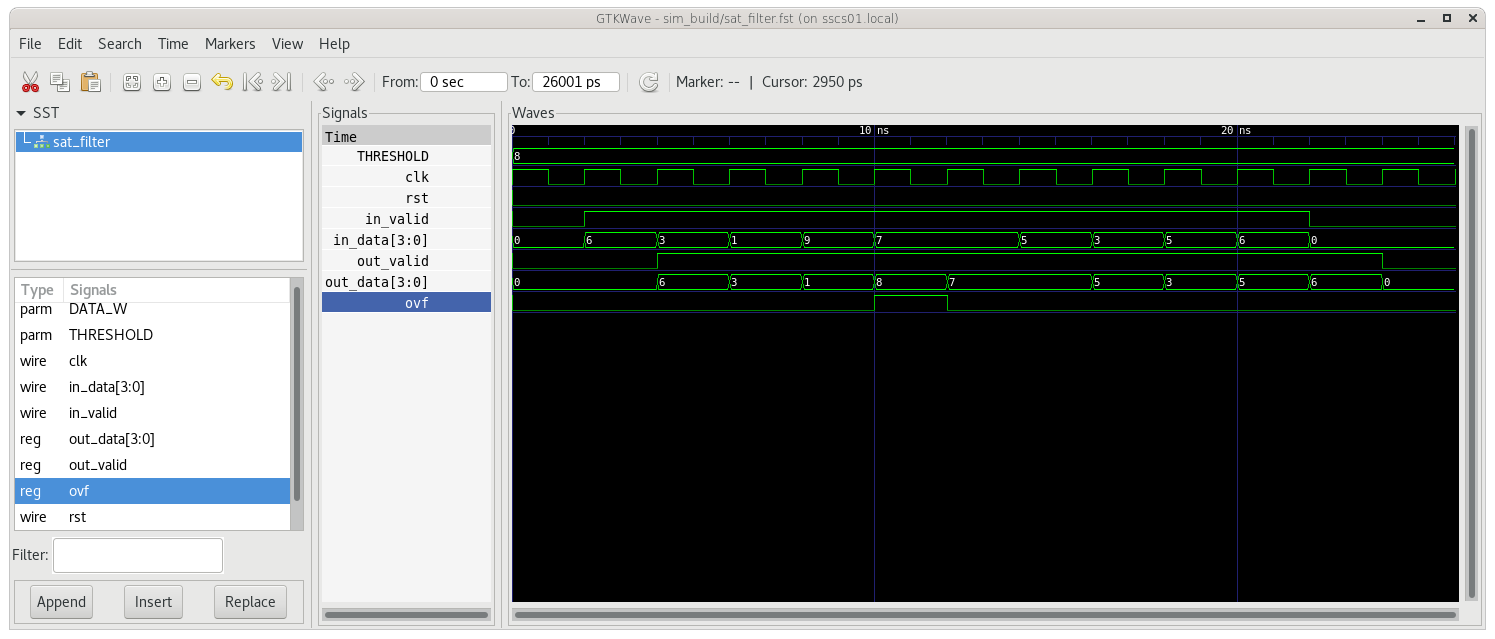 GTKWave - sim_build/sat_filter.fst (on sscs01.local)
File Edit Search Time Markers View Help
From: 0 sec To: 26001 ps Marker: -- | Cursor: 2950 ps
SST
sat_filter
Type Signals
parm DATA_W
parm THRESHOLD
wire clk
wire in_data[3:0]
wire in_valid
reg out_data[3:0]
reg out_valid
reg ovf
wire rst
Filter:
Append Insert Replace
Signals
Time
THRESHOLD
clk
rst
in_valid
in_data[3:0]
out_valid
out_data[3:0]
ovf
Waves
0 10 ns 20 ns
8
0 6 3 1 9 7 5 3 5 6 0
0 6 3 1 8 7 5 3 5 6 0